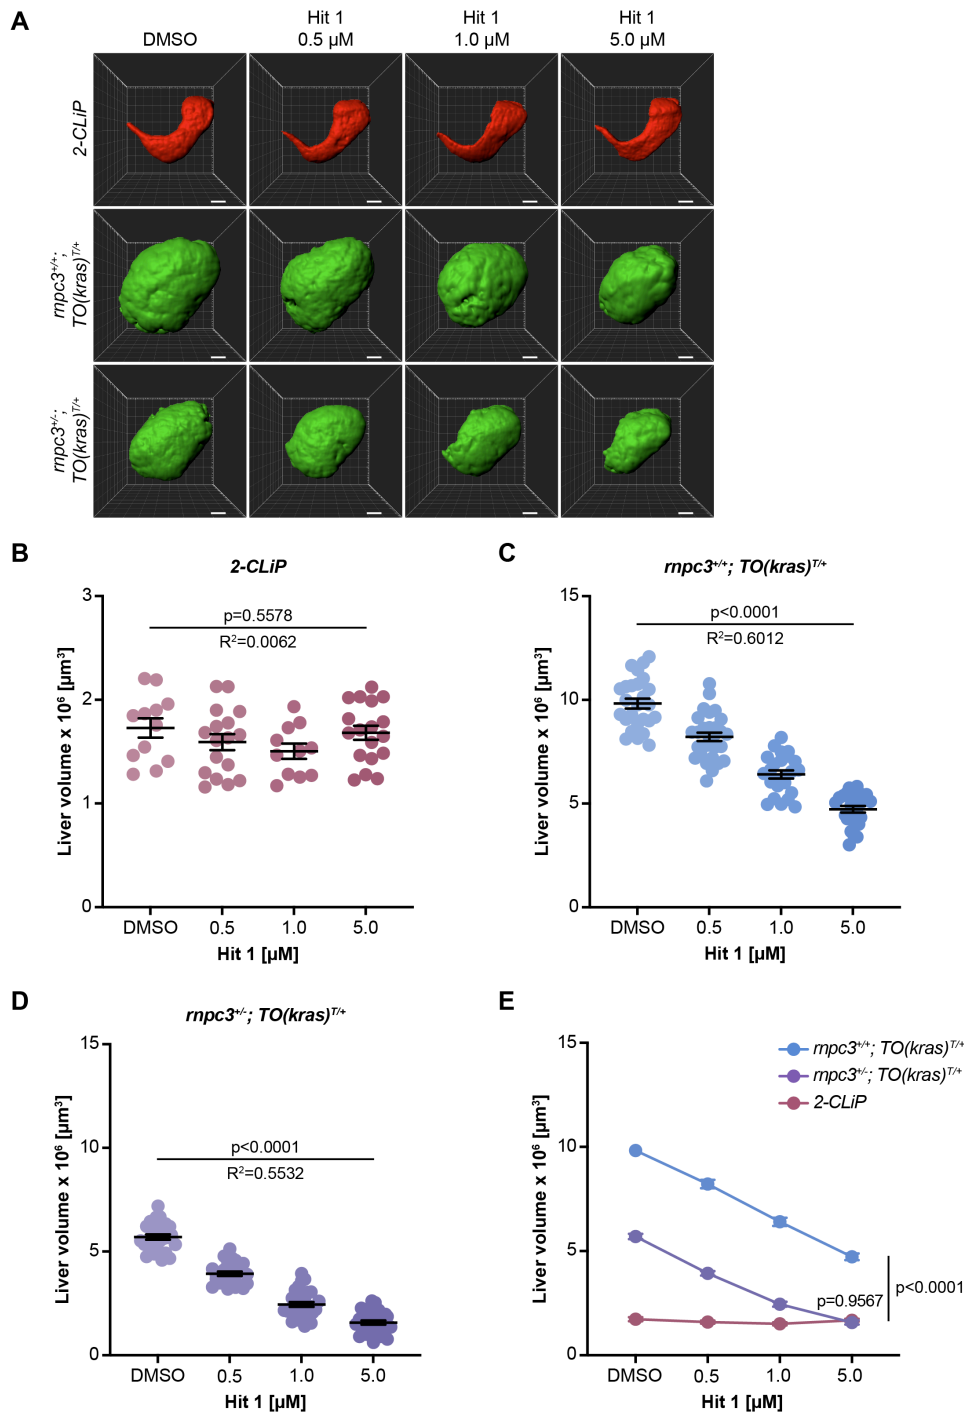 A
DMSO
Hit 1
0.5 µM
Hit 1
1.0 µM
Hit 1
5.0 µM
2-CLiP
rnpc3+/+;
TO(kras)T/+
rnpc3+/-;
TO(kras)T/+
B
2-CLiP
p=0.5578
R²=0.0062
Liver volume x 10⁶ [µm³]
3
2
1
0
DMSO 0.5 1.0 5.0
Hit 1 [µM]
C
rnpc3+/+; TO(kras)T/+
p<0.0001
R²=0.6012
Liver volume x 10⁶ [µm³]
15
10
5
0
DMSO 0.5 1.0 5.0
Hit 1 [µM]
D
rnpc3+/-; TO(kras)T/+
p<0.0001
R²=0.5532
Liver volume x 10⁶ [µm³]
15
10
5
0
DMSO 0.5 1.0 5.0
Hit 1 [µM]
E
rnpc3+/+; TO(kras)T/+
rnpc3+/-; TO(kras)T/+
2-CLiP
Liver volume x 10⁶ [µm³]
15
10
5
0
p=0.9567
p<0.0001
DMSO 0.5 1.0 5.0
Hit 1 [µM]